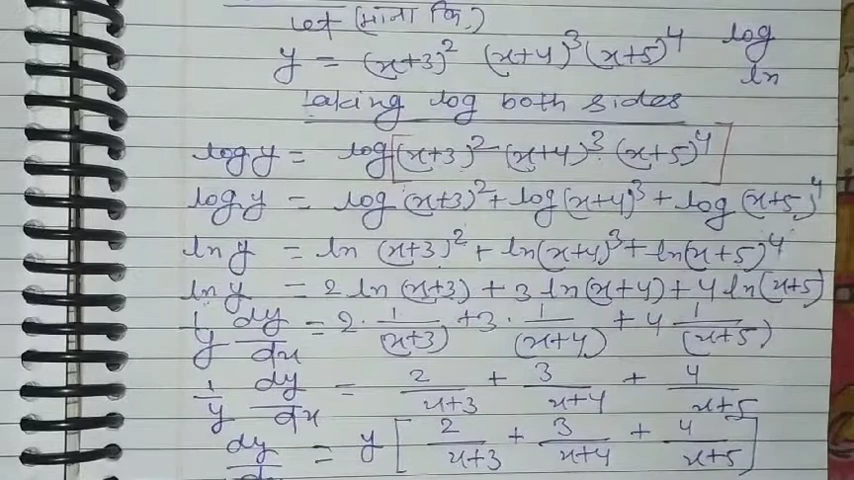 Let (माना कि)
y = (x+3)² (x+4)³ (x+5)⁴ log
ln
Taking log both sides
log y = log[(x+3)² (x+4)³ (x+5)⁴]
log y = log (x+3)² + log (x+4)³ + log (x+5)⁴
ln y = ln (x+3)² + ln(x+4)³ + ln(x+5)⁴
ln y = 2 ln (x+3) + 3 ln (x+4) + 4 ln (x+5)
1/y dy/dx = 2 · 1/(x+3) + 3 · 1/(x+4) + 4 1/(x+5)
1/y dy/dx = 2/x+3 + 3/x+4 + 4/x+5
dy/d = y [2/x+3 + 3/x+4 + 4/x+5]